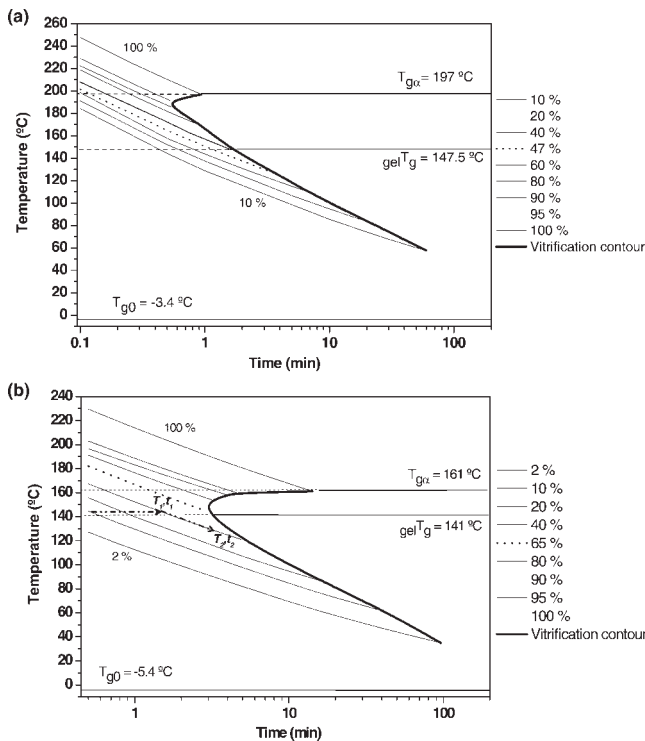 (a)
260
240
220
200
180
160
140
120
100
80
60
40
20
0
Temperature (ºC)
100 %
10 %
Tgα= 197 ºC
gelTg = 147.5 ºC
Tg0 = -3.4 ºC
0.1 1 10 100
Time (min)
10 %
20 %
40 %
47 %
60 %
80 %
90 %
95 %
100 %
Vitrification contour
(b)
240
220
200
180
160
140
120
100
80
60
40
20
0
Temperature (ºC)
100 %
T1,t1
T2,t2
2 %
Tgα= 161 ºC
gelTg = 141 ºC
Tg0 = -5.4 ºC
1 10 100
Time (min)
2 %
10 %
20 %
40 %
65 %
80 %
90 %
95 %
100 %
Vitrification contour